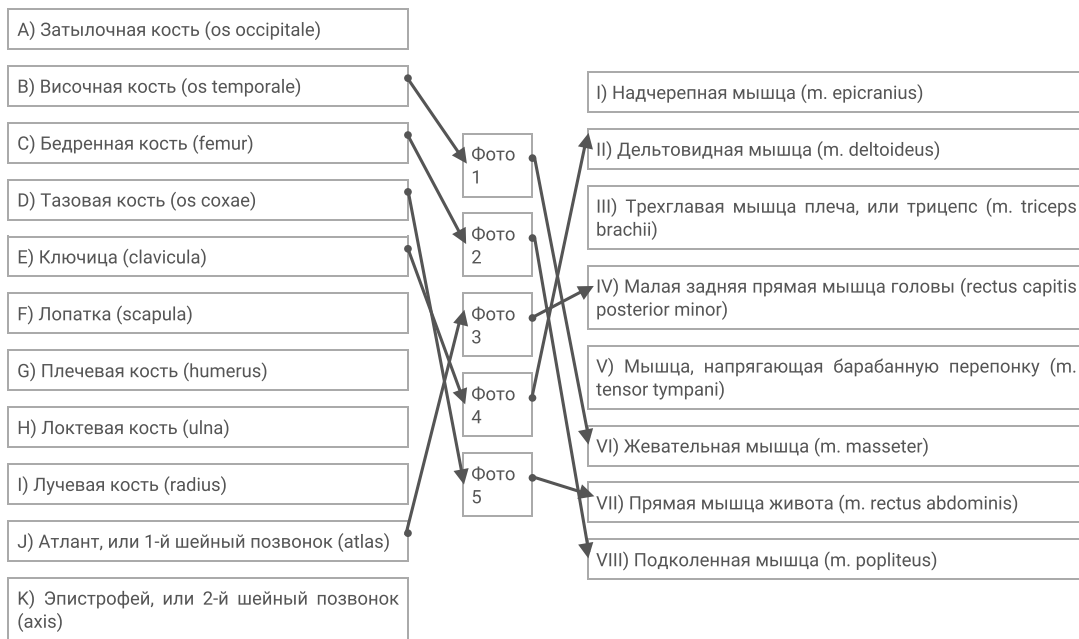 A) Затылочная кость (os occipitale)
B) Височная кость (os temporale)
C) Бедренная кость (femur)
D) Тазовая кость (os coxae)
E) Ключица (clavicula)
F) Лопатка (scapula)
G) Плечевая кость (humerus)
H) Локтевая кость (ulna)
I) Лучевая кость (radius)
J) Атлант, или 1-й шейный позвонок (atlas)
K) Эпистрофей, или 2-й шейный позвонок
(axis)
Фото
1
Фото
2
Фото
3
Фото
4
Фото
5
I) Надчерепная мышца (m. epicranius)
II) Дельтовидная мышца (m. deltoideus)
III) Трехглавая мышца плеча, или трицепс (m. triceps
brachii)
IV) Малая задняя прямая мышца головы (rectus capitis
posterior minor)
V) Мышца, напрягающая барабанную перепонку (m.
tensor tympani)
VI) Жевательная мышца (m. masseter)
VII) Прямая мышца живота (m. rectus abdominis)
VIII) Подколенная мышца (m. popliteus)